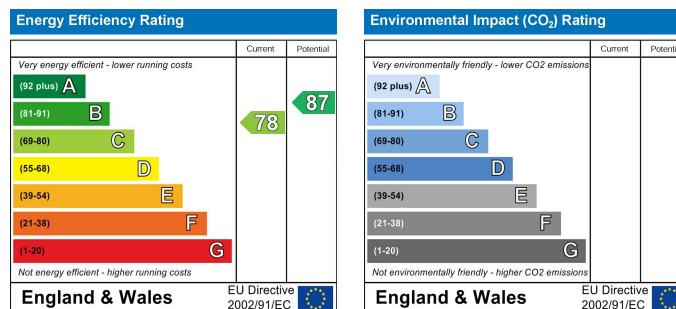 Energy Efficiency Rating
Current Potential
Very energy efficient - lower running costs
(92 plus) A
(81-91) B
(69-80) C
(55-68) D
(39-54) E
(21-38) F
(1-20) G
78
87
Not energy efficient - higher running costs
England & Wales
EU Directive
2002/91/EC
Environmental Impact (CO₂) Rating
Current Potenti
Very environmentally friendly - lower CO2 emissions
(92 plus) A
(81-91) B
(69-80) C
(55-68) D
(39-54) E
(21-38) F
(1-20) G
Not environmentally friendly - higher CO2 emissions
England & Wales
EU Directive
2002/91/EC